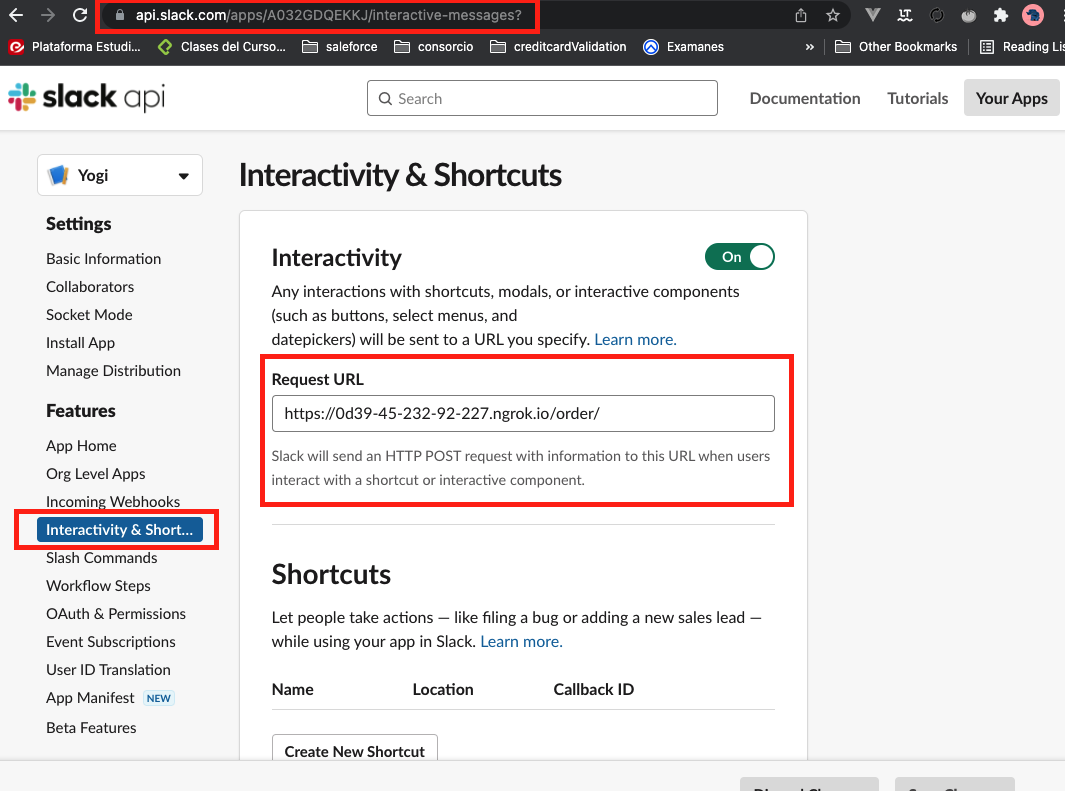 api.slack.com/apps/A032GDQEKKJ/interactive-messages?
Plataforma Estudi...
Clases del Curso...
saleforce
consorcio
creditcardValidation
Examanes
»
Other Bookmarks
Reading Lis
slack api
Search
Documentation
Tutorials
Your Apps
Yogi
Settings
Basic Information
Collaborators
Socket Mode
Install App
Manage Distribution
Features
App Home
Org Level Apps
Incoming Webhooks
Interactivity & Short...
Slash Commands
Workflow Steps
OAuth & Permissions
Event Subscriptions
User ID Translation
App Manifest NEW
Beta Features
Interactivity & Shortcuts
Interactivity
On
Any interactions with shortcuts, modals, or interactive components
(such as buttons, select menus, and
datepickers) will be sent to a URL you specify. Learn more.
Request URL
https://0d39-45-232-92-227.ngrok.io/order/
Slack will send an HTTP POST request with information to this URL when users
interact with a shortcut or interactive component.
Shortcuts
Let people take actions — like filing a bug or adding a new sales lead —
while using your app in Slack. Learn more.
Name Location Callback ID
Create New Shortcut